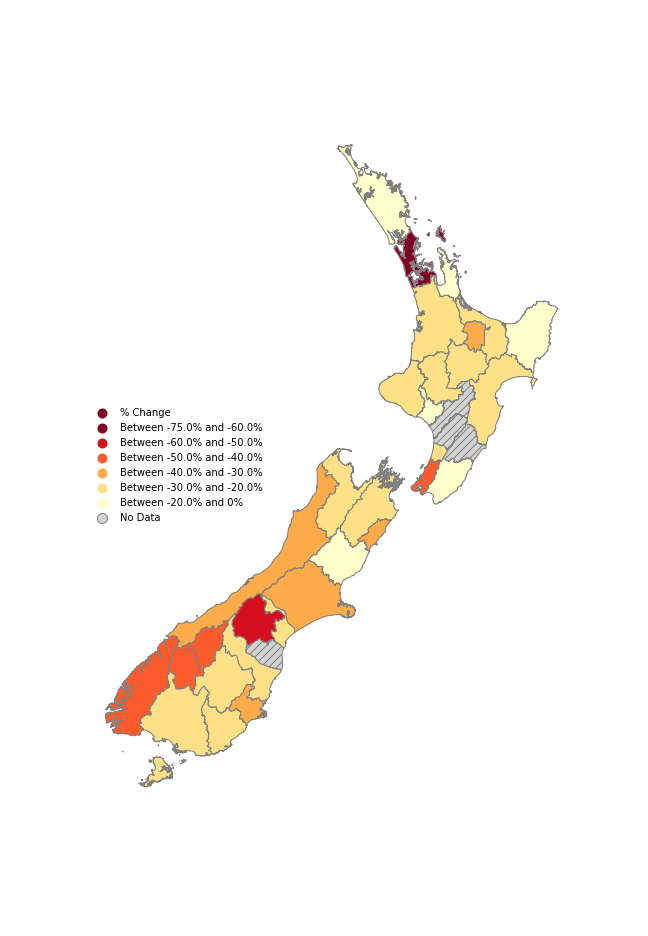 % Change
Between -75.0% and -60.0%
Between -60.0% and -50.0%
Between -50.0% and -40.0%
Between -40.0% and -30.0%
Between -30.0% and -20.0%
Between -20.0% and 0%
No Data